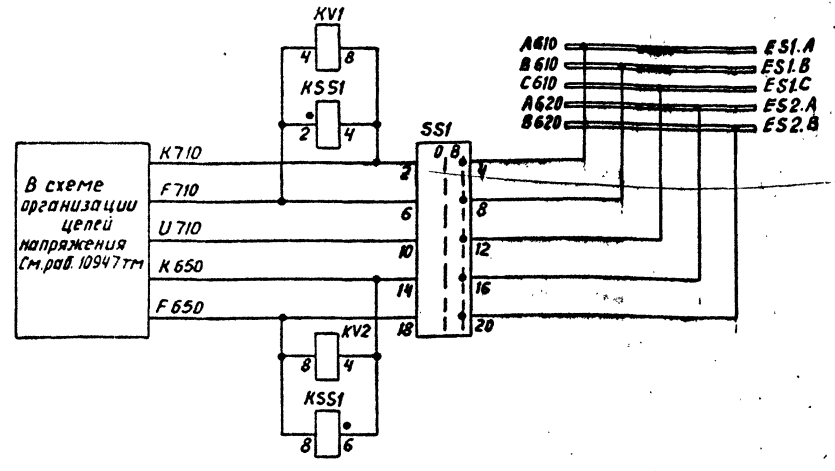 KV1
4 8
KSS1
2 4
A610 ES1.A
B610 ES1.B
C610 ES1.C
A620 ES2.A
B620 ES2.B
SS1
О В
В схеме
организации
цепей
напряжения
См. раб. 10947тм
K710
2 4
F710
6 8
U710
10 12
K650
14 16
F650
18 20
KV2
8 4
KSS1
8 6